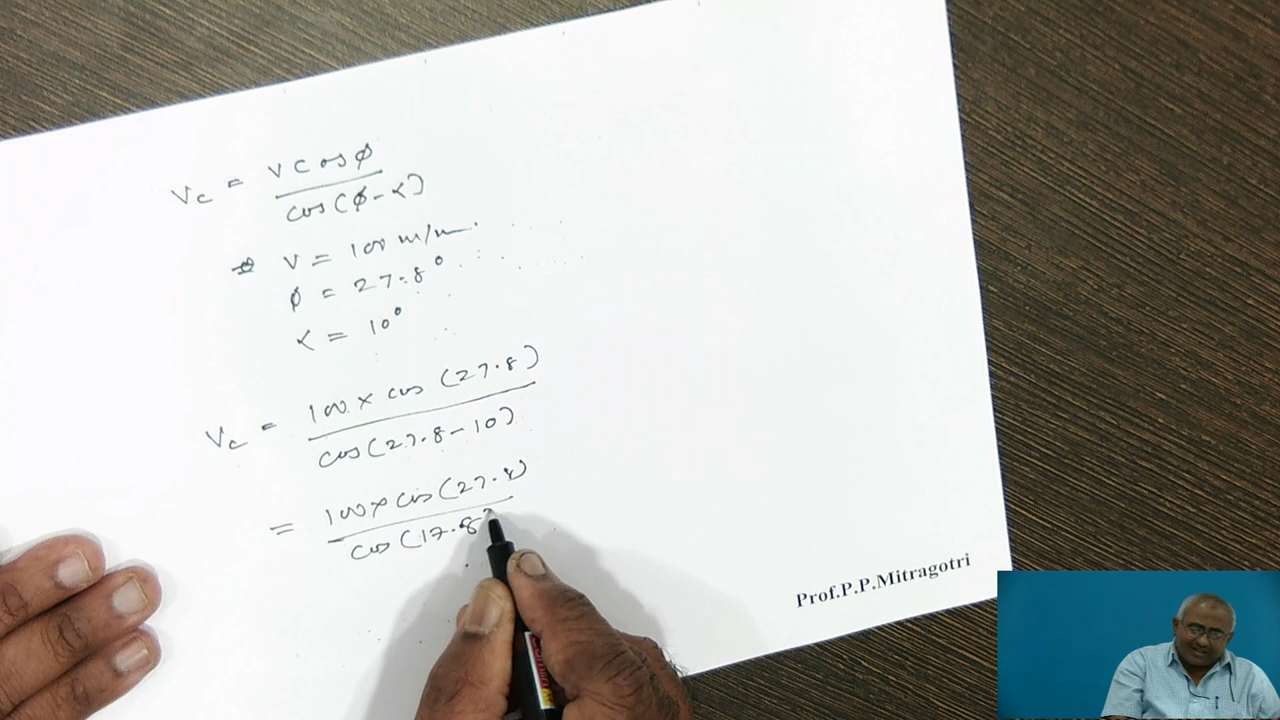 Vc = V cosφ / cos(φ-α)
V = 100 m/m.
φ = 27.8°
α = 10°
Vc = 100 × cos (27.8) / cos(27.8-10)
= 100 × cos (27.8) / cos (17.8)
Prof.P.P.Mitragotri